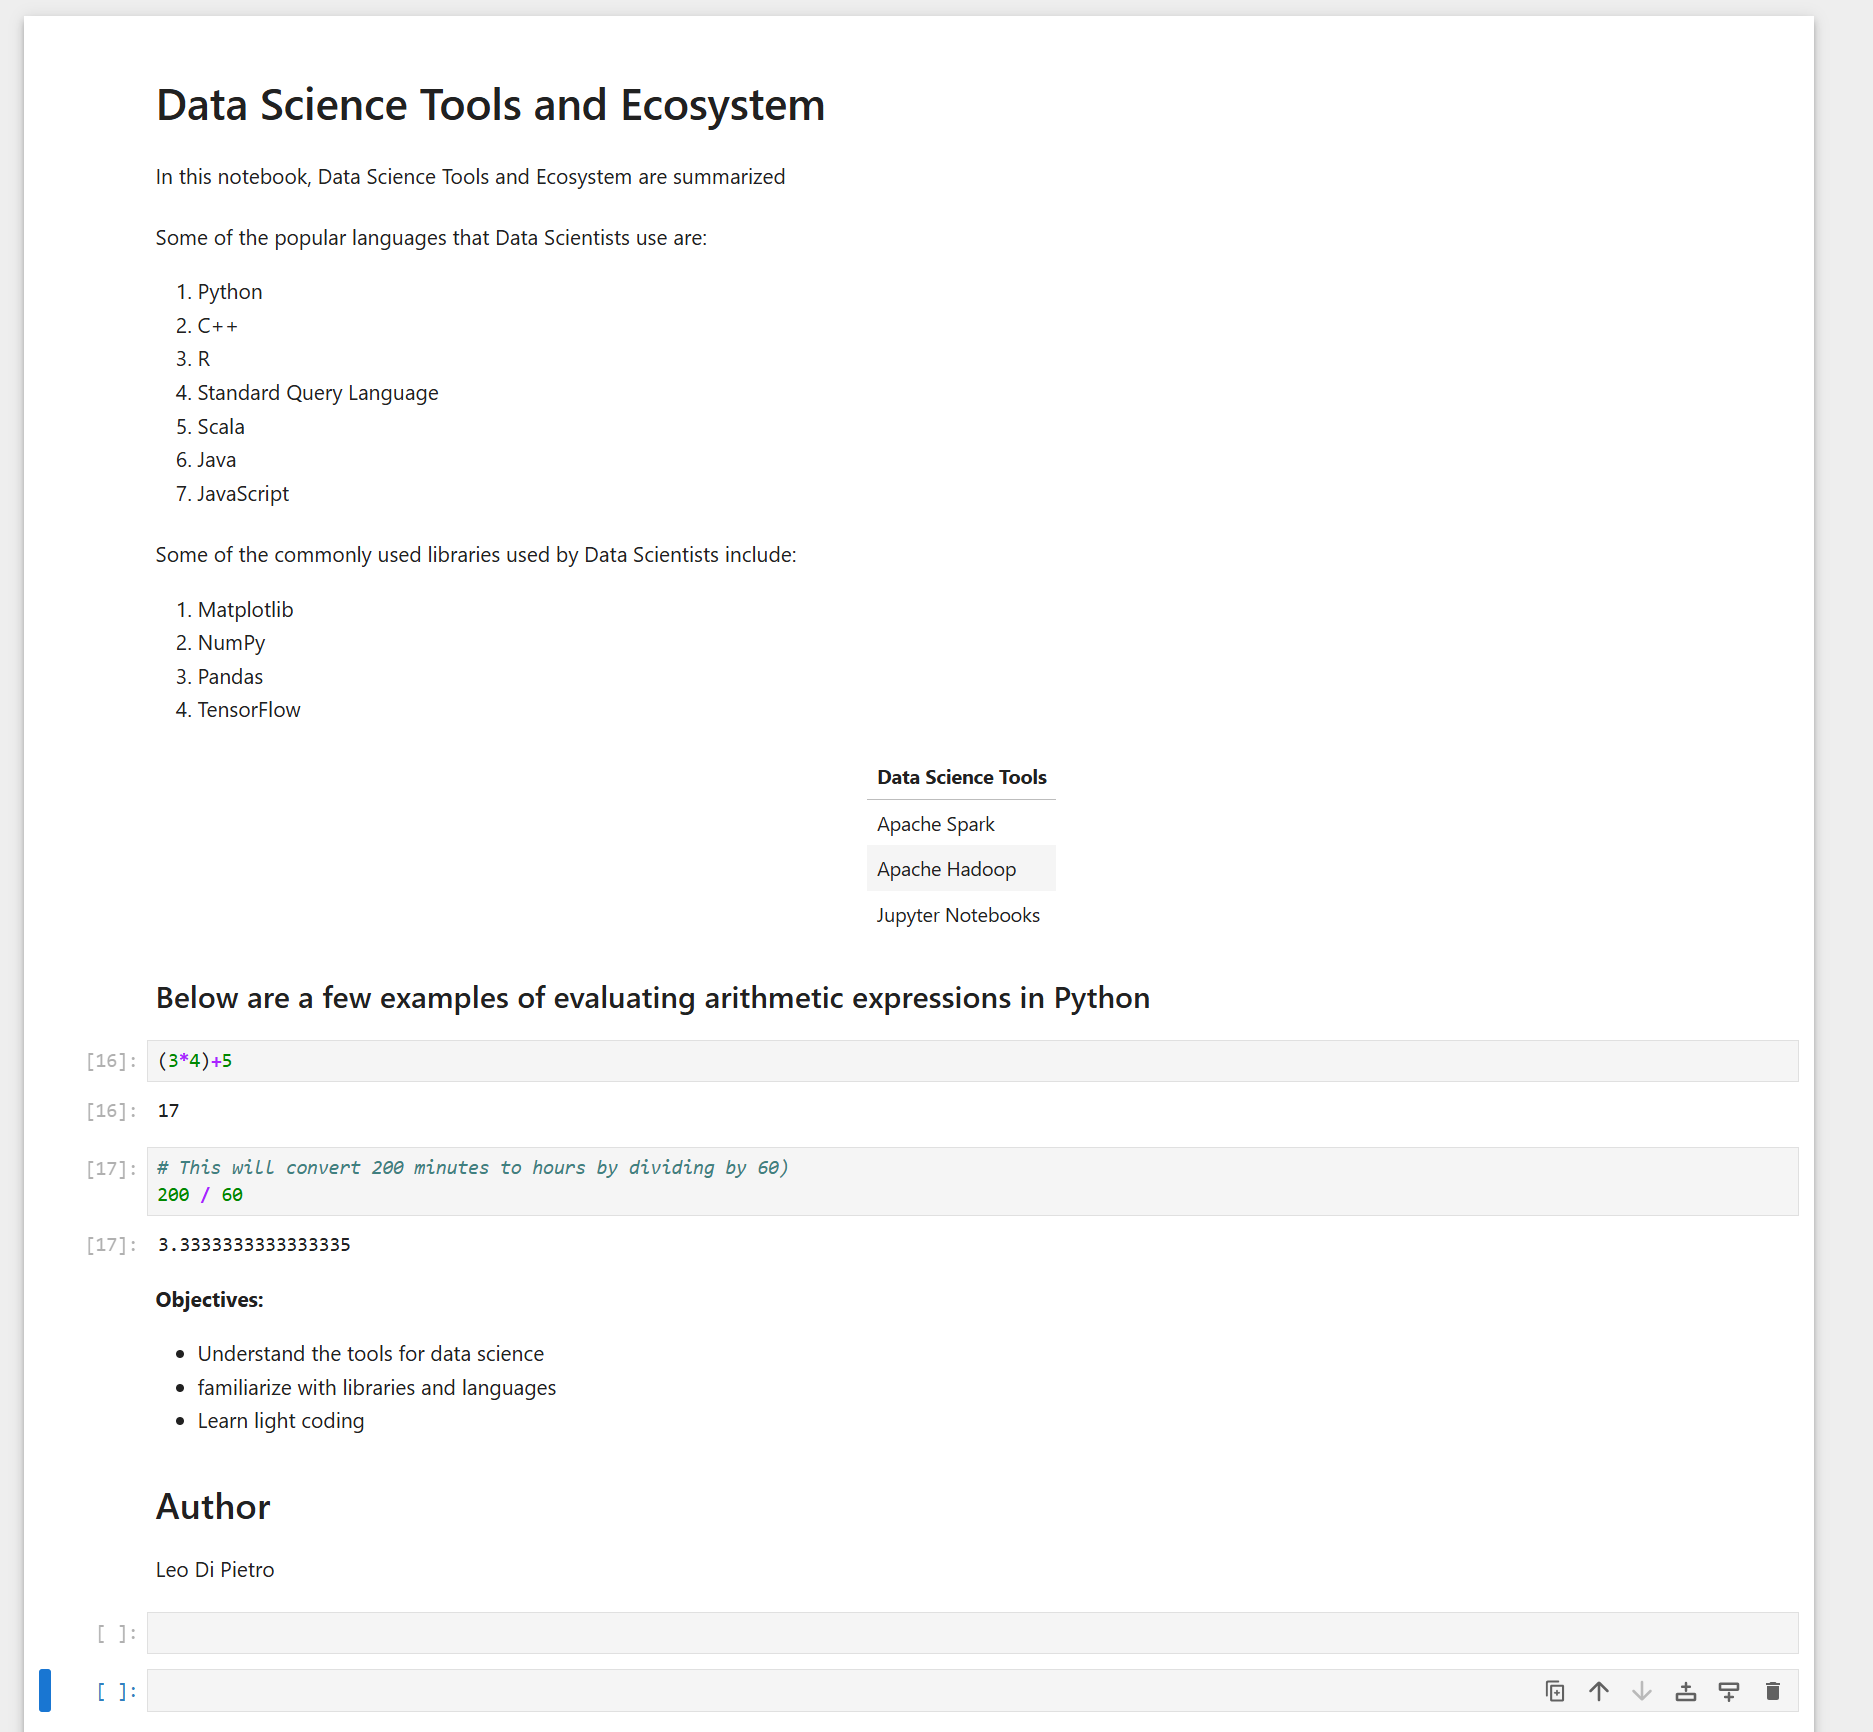 Data Science Tools and Ecosystem
In this notebook, Data Science Tools and Ecosystem are summarized
Some of the popular languages that Data Scientists use are:
1. Python
2. C++
3. R
4. Standard Query Language
5. Scala
6. Java
7. JavaScript
Some of the commonly used libraries used by Data Scientists include:
1. Matplotlib
2. NumPy
3. Pandas
4. TensorFlow
Data Science Tools
Apache Spark
Apache Hadoop
Jupyter Notebooks
Below are a few examples of evaluating arithmetic expressions in Python
[16]: (3*4)+5
[16]: 17
[17]: # This will convert 200 minutes to hours by dividing by 60)
200 / 60
[17]: 3.3333333333333335
Objectives:
• Understand the tools for data science
• familiarize with libraries and languages
• Learn light coding
Author
Leo Di Pietro
[ ]:
[ ]: